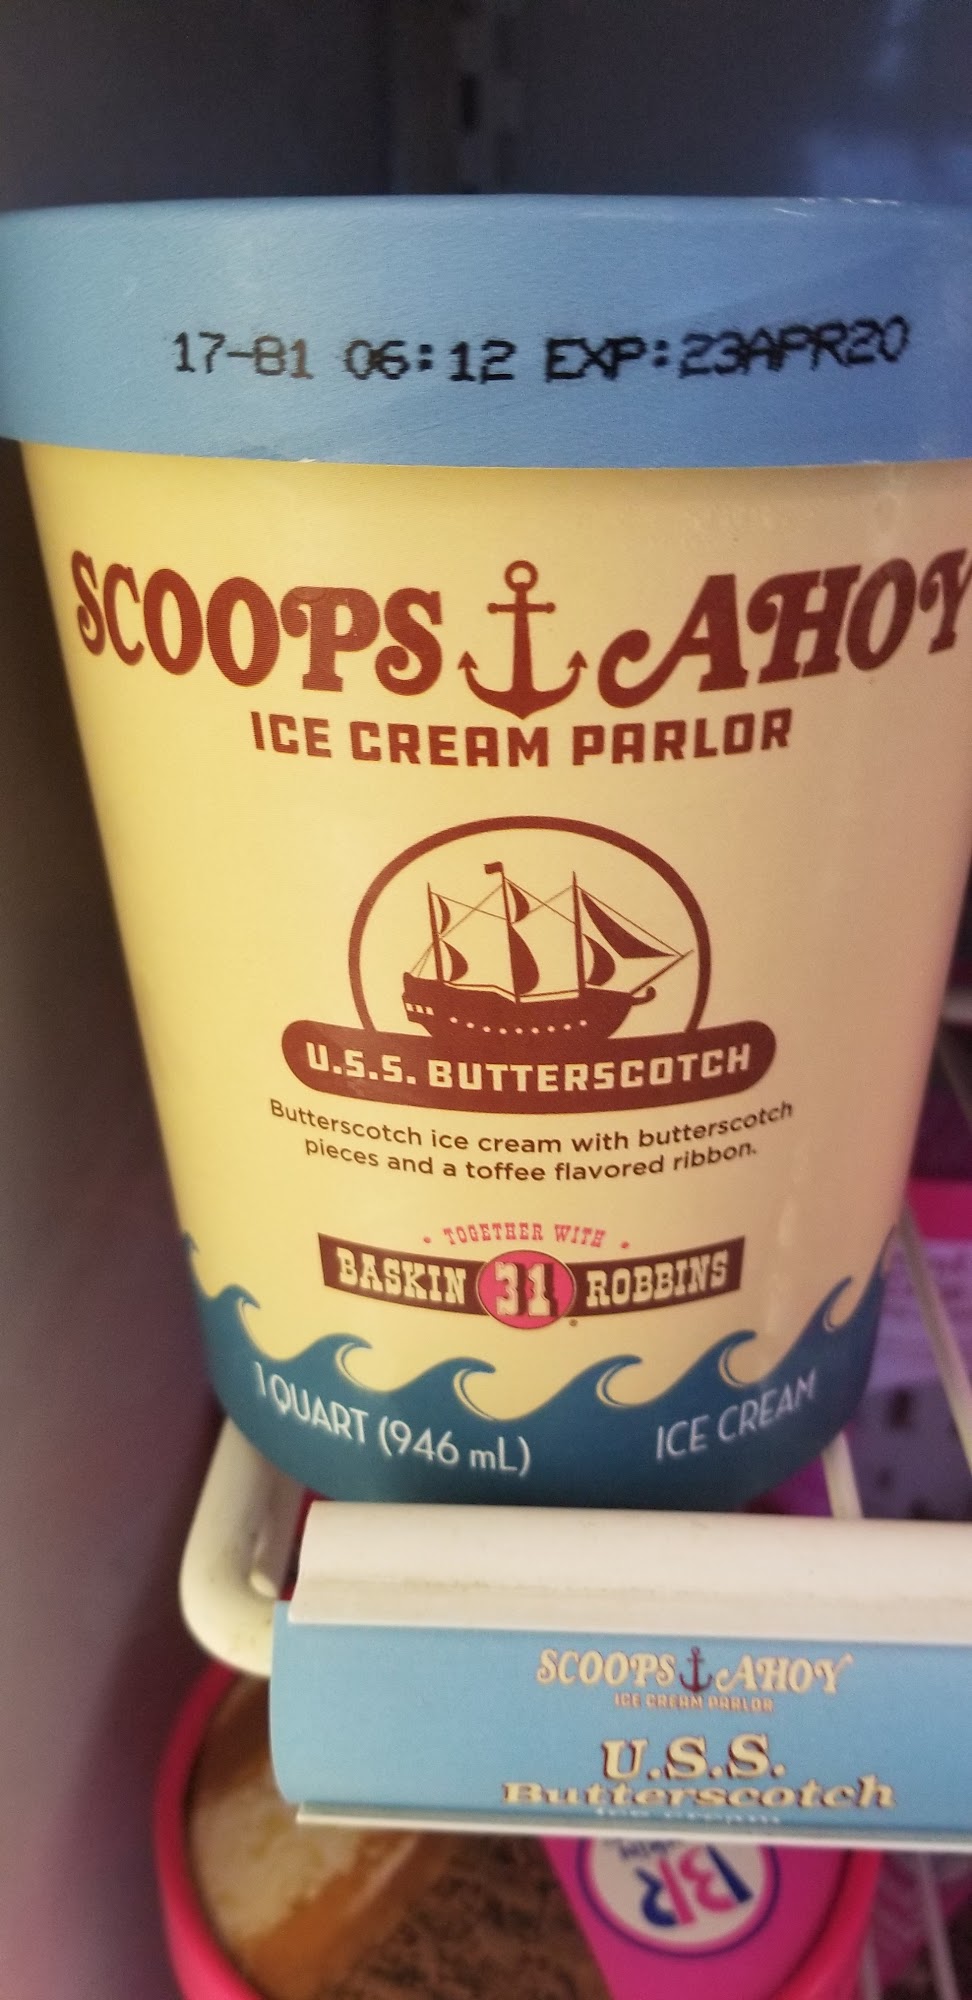 17-B1 06:12 EXP:23APR20
SCOOPS AHOY
ICE CREAM PARLOR
U.S.S. BUTTERSCOTCH
Butterscotch ice cream with butterscotch
pieces and a toffee flavored ribbon.
• TOGETHER WITH •
BASKIN 31 ROBBINS®
1 QUART (946 mL)
ICE CREAM
SCOOPS AHOY
ICE CREAM PARLOR
U.S.S.
Butterscotch
BR